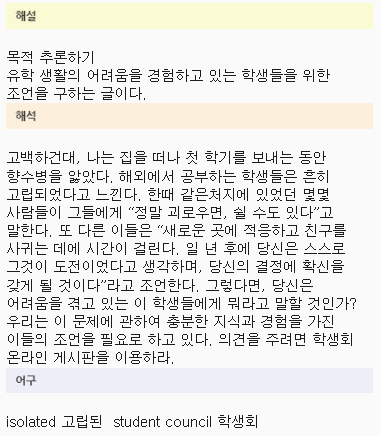 해설
목적 추론하기
유학 생활의 어려움을 경험하고 있는 학생들을 위한
조언을 구하는 글이다.
해석
고백하건대, 나는 집을 떠나 첫 학기를 보내는 동안
향수병을 앓았다. 해외에서 공부하는 학생들은 흔히
고립되었다고 느낀다. 한때 같은처지에 있었던 몇몇
사람들이 그들에게 “정말 괴로우면, 쉴 수도 있다”고
말한다. 또 다른 이들은 “새로운 곳에 적응하고 친구를
사귀는 데에 시간이 걸린다. 일 년 후에 당신은 스스로
그것이 도전이었다고 생각하며, 당신의 결정에 확신을
갖게 될 것이다”라고 조언한다. 그렇다면, 당신은
어려움을 겪고 있는 이 학생들에게 뭐라고 말할 것인가?
우리는 이 문제에 관하여 충분한 지식과 경험을 가진
이들의 조언을 필요로 하고 있다. 의견을 주려면 학생회
온라인 게시판을 이용하라.
어구
isolated 고립된  student council 학생회